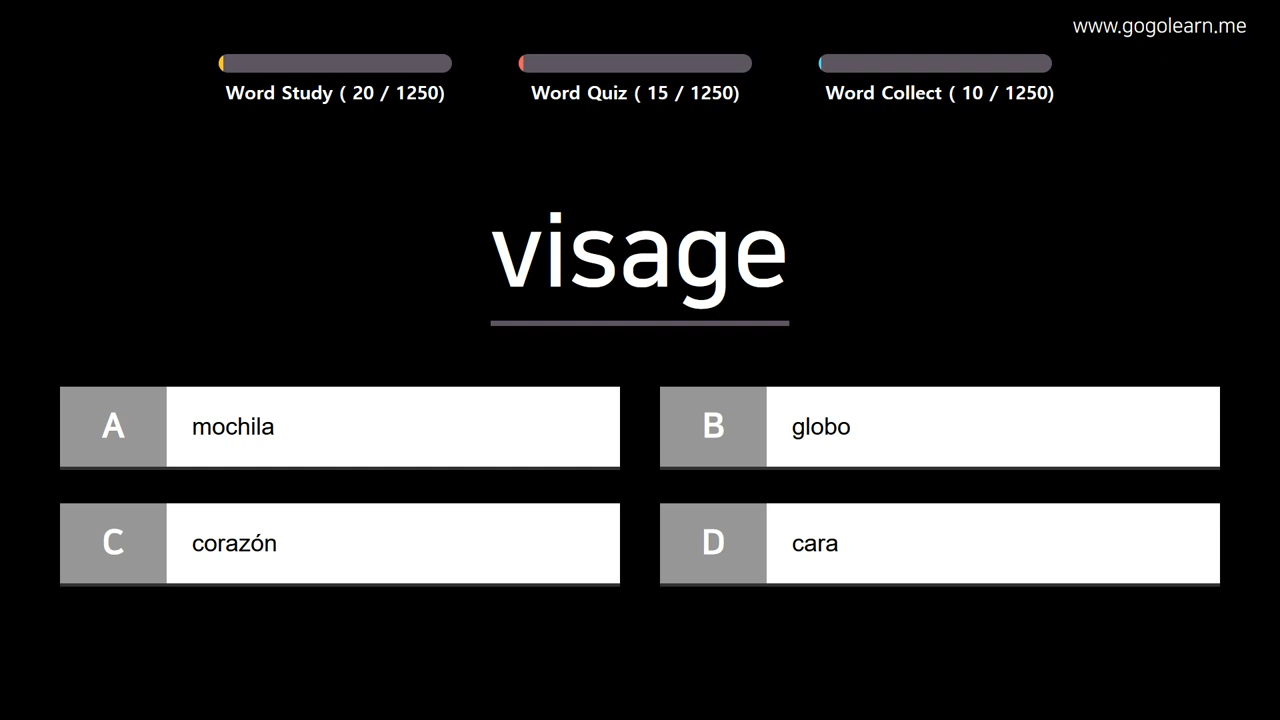 www.gogolearn.me
Word Study ( 20 / 1250)
Word Quiz ( 15 / 1250)
Word Collect ( 10 / 1250)
visage
A mochila
B globo
C corazón
D cara